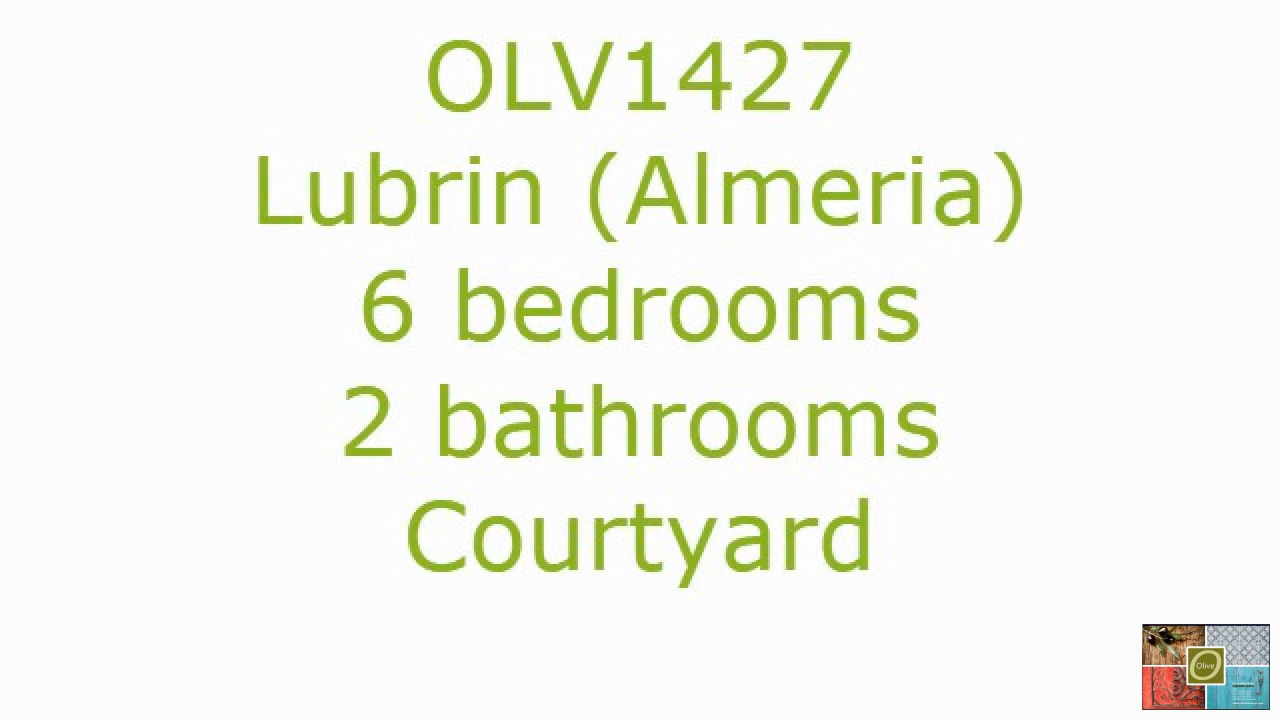 OLV1427
Lubrin (Almeria)
6 bedrooms
2 bathrooms
Courtyard
Olive